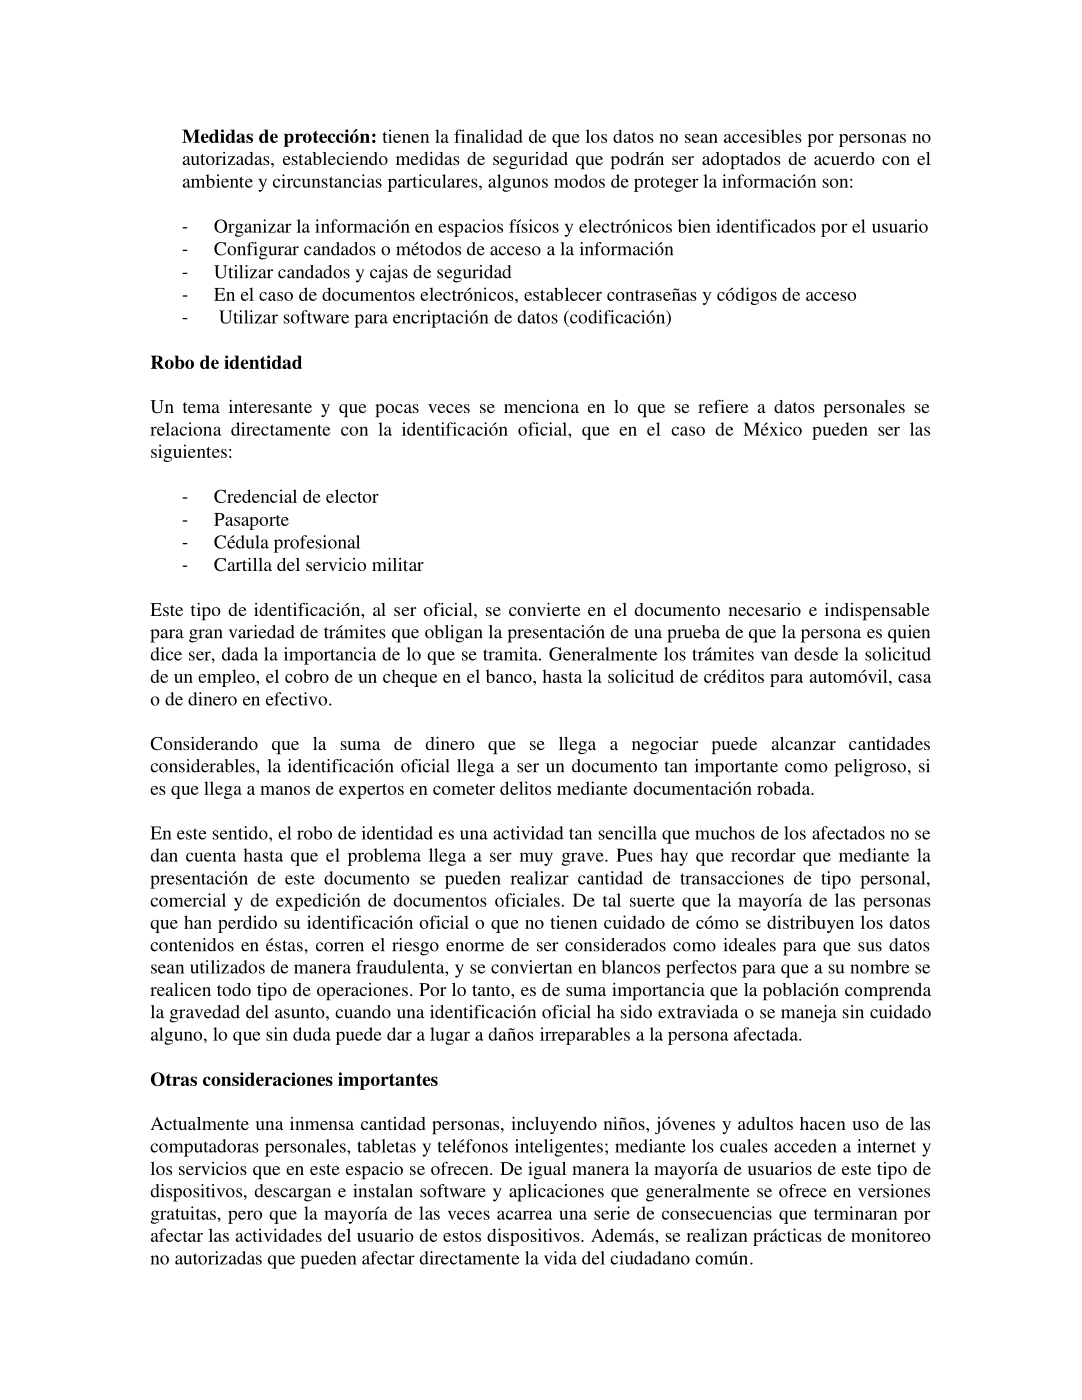 Medidas de protección: tienen la finalidad de que los datos no sean accesibles por personas no
autorizadas, estableciendo medidas de seguridad que podrán ser adoptados de acuerdo con el
ambiente y circunstancias particulares, algunos modos de proteger la información son:
- Organizar la información en espacios físicos y electrónicos bien identificados por el usuario
- Configurar candados o métodos de acceso a la información
- Utilizar candados y cajas de seguridad
- En el caso de documentos electrónicos, establecer contraseñas y códigos de acceso
- Utilizar software para encriptación de datos (codificación)
Robo de identidad
Un tema interesante y que pocas veces se menciona en lo que se refiere a datos personales se
relaciona directamente con la identificación oficial, que en el caso de México pueden ser las
siguientes:
- Credencial de elector
- Pasaporte
- Cédula profesional
- Cartilla del servicio militar
Este tipo de identificación, al ser oficial, se convierte en el documento necesario e indispensable
para gran variedad de trámites que obligan la presentación de una prueba de que la persona es quien
dice ser, dada la importancia de lo que se tramita. Generalmente los trámites van desde la solicitud
de un empleo, el cobro de un cheque en el banco, hasta la solicitud de créditos para automóvil, casa
o de dinero en efectivo.
Considerando que la suma de dinero que se llega a negociar puede alcanzar cantidades
considerables, la identificación oficial llega a ser un documento tan importante como peligroso, si
es que llega a manos de expertos en cometer delitos mediante documentación robada.
En este sentido, el robo de identidad es una actividad tan sencilla que muchos de los afectados no se
dan cuenta hasta que el problema llega a ser muy grave. Pues hay que recordar que mediante la
presentación de este documento se pueden realizar cantidad de transacciones de tipo personal,
comercial y de expedición de documentos oficiales. De tal suerte que la mayoría de las personas
que han perdido su identificación oficial o que no tienen cuidado de cómo se distribuyen los datos
contenidos en éstas, corren el riesgo enorme de ser considerados como ideales para que sus datos
sean utilizados de manera fraudulenta, y se conviertan en blancos perfectos para que a su nombre se
realicen todo tipo de operaciones. Por lo tanto, es de suma importancia que la población comprenda
la gravedad del asunto, cuando una identificación oficial ha sido extraviada o se maneja sin cuidado
alguno, lo que sin duda puede dar a lugar a daños irreparables a la persona afectada.
Otras consideraciones importantes
Actualmente una inmensa cantidad personas, incluyendo niños, jóvenes y adultos hacen uso de las
computadoras personales, tabletas y teléfonos inteligentes; mediante los cuales acceden a internet y
los servicios que en este espacio se ofrecen. De igual manera la mayoría de usuarios de este tipo de
dispositivos, descargan e instalan software y aplicaciones que generalmente se ofrece en versiones
gratuitas, pero que la mayoría de las veces acarrea una serie de consecuencias que terminaran por
afectar las actividades del usuario de estos dispositivos. Además, se realizan prácticas de monitoreo
no autorizadas que pueden afectar directamente la vida del ciudadano común.